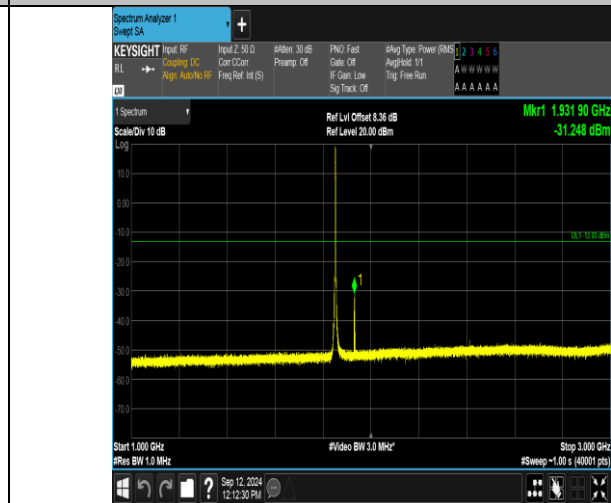 Spectrum Analyzer 1
Swept SA
+
KEYSIGHT
RL
Input: RF
Coupling: DC
Align: Auto/No RF
Input Z: 50 Ω
Corr CCorr
Freq Ref: Int (S)
#Atten: 30 dB
Preamp: Off
PNO: Fast
Gate: Off
IF Gain: Low
Sig Track: Off
#Avg Type: Power (RMS
Avg|Hold: 1/1
Trig: Free Run
1 2 3 4 5 6
A W W W W W
A A A A A A
1 Spectrum
Scale/Div 10 dB
Log
Ref Lvl Offset 8.36 dB
Ref Level 20.00 dBm
Mkr1 1.931 90 GHz
-31.248 dBm
10.0
0.00
-10.0
-20.0
-30.0
-40.0
-50.0
-60.0
-70.0
DL1 -13.00 dBm
1
Start 1.000 GHz
#Res BW 1.0 MHz
#Video BW 3.0 MHz*
Stop 3.000 GHz
#Sweep ~1.00 s (40001 pts)
?
Sep 12, 2024
12:12:30 PM